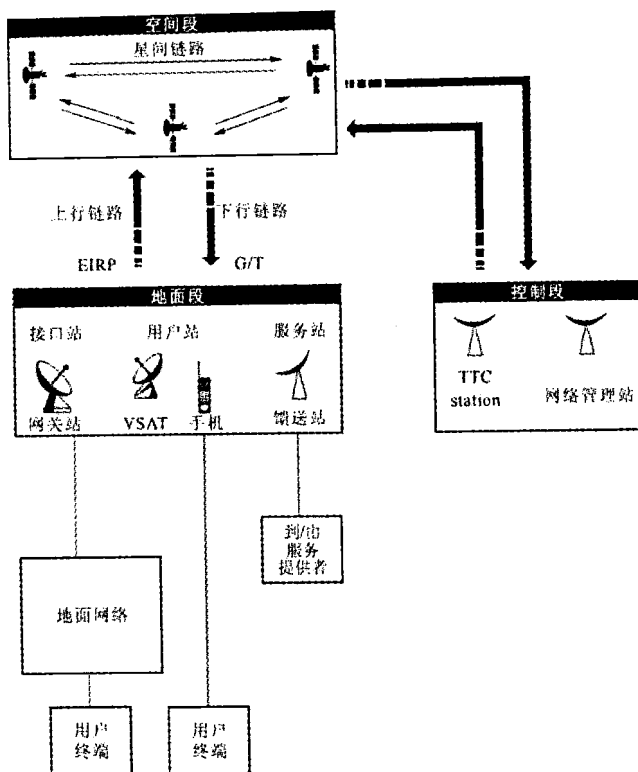 空间段
星间链路
上行链路
下行链路
EIRP
G/T
地面段
接口站
用户站
服务站
网关站
VSAT
手机
馈送站
控制段
TTC
station
网络管理站
到/由
服务
提供者
地面网络
用户
终端
用户
终端